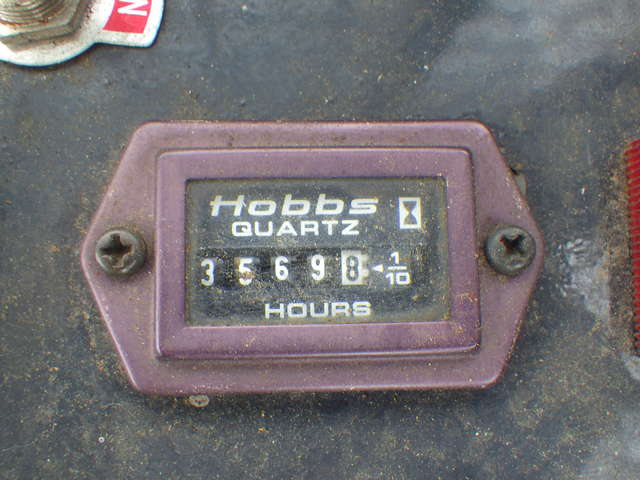 N
Hobbs
QUARTZ
3 5 6 9 8 ◄ 1/10
HOURS